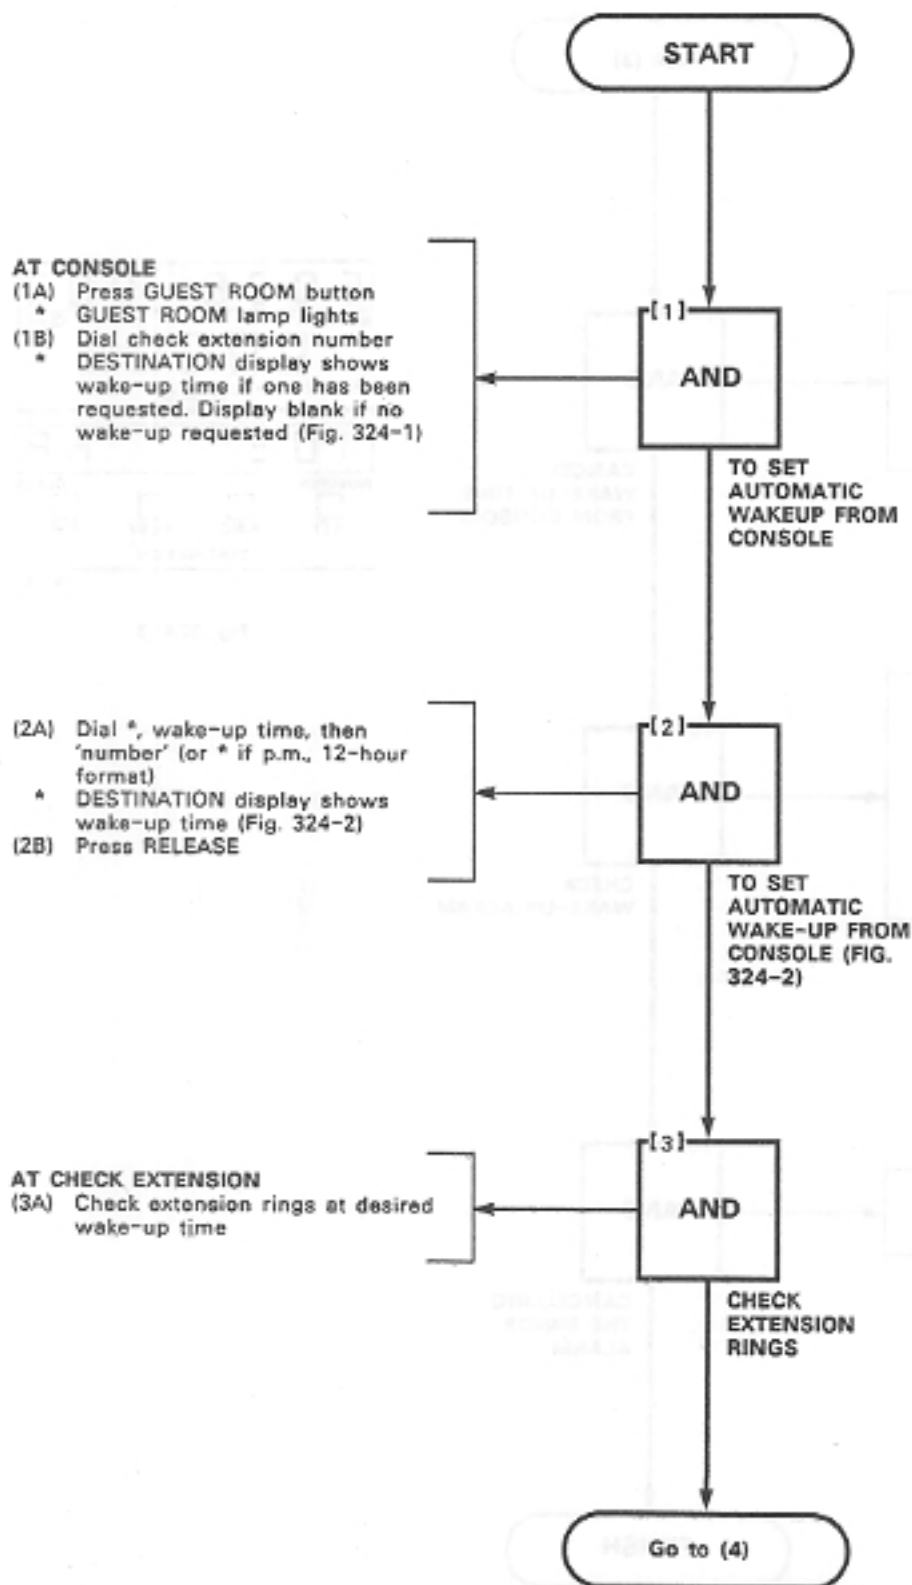 START
AT CONSOLE
(1A) Press GUEST ROOM button
* GUEST ROOM lamp lights
(1B) Dial check extension number
* DESTINATION display shows
wake-up time if one has been
requested. Display blank if no
wake-up requested (Fig. 324-1)
[1]
AND
TO SET
AUTOMATIC
WAKEUP FROM
CONSOLE
(2A) Dial *, wake-up time, then
'number' (or * if p.m., 12-hour
format)
* DESTINATION display shows
wake-up time (Fig. 324-2)
(2B) Press RELEASE
[2]
AND
TO SET
AUTOMATIC
WAKE-UP FROM
CONSOLE (FIG.
324-2)
AT CHECK EXTENSION
(3A) Check extension rings at desired
wake-up time
[3]
AND
CHECK
EXTENSION
RINGS
Go to (4)